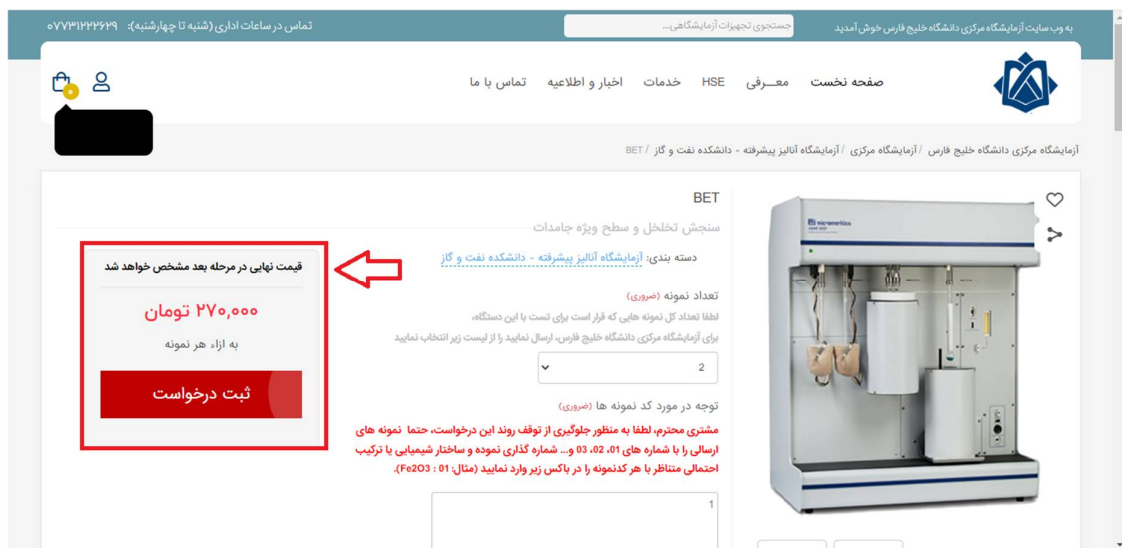 به وب سایت آزمایشگاه مرکزی دانشگاه خلیج فارس خوش آمدید
جستجوی تجهیزات آزمایشگاهی...
تماس در ساعات اداری (شنبه تا چهارشنبه): ۰۷۷۳۱۲۲۲۶۲۹
صفحه نخست معــرفی HSE خدمات اخبار و اطلاعیه تماس با ما
۰
آزمایشگاه مرکزی دانشگاه خلیج فارس / آزمایشگاه مرکزی / آزمایشگاه آنالیز پیشرفته - دانشکده نفت و گاز / BET
BET
سنجش تخلخل و سطح ویژه جامدات
دسته بندی: آزمایشگاه آنالیز پیشرفته - دانشکده نفت و گاز
تعداد نمونه (ضروری)
لطفا تعداد کل نمونه هایی که قرار است برای تست با این دستگاه،
برای آزمایشگاه مرکزی دانشگاه خلیج فارس، ارسال نمایید را از لیست زیر انتخاب نمایید
2
توجه در مورد کد نمونه ها (ضروری)
مشتری محترم، لطفا به منظور جلوگیری از توقف روند این درخواست، حتما نمونه های
ارسالی را با شماره های 01، 02، 03 و... شماره گذاری نموده و ساختار شیمیایی یا ترکیب
احتمالی متناظر با هر کدنمونه را در باکس زیر وارد نمایید (مثال: 01 : Fe2O3).
1
قیمت نهایی در مرحله بعد مشخص خواهد شد
۲۷۰,۰۰۰ تومان
به ازاء هر نمونه
ثبت درخواست
micromeritics